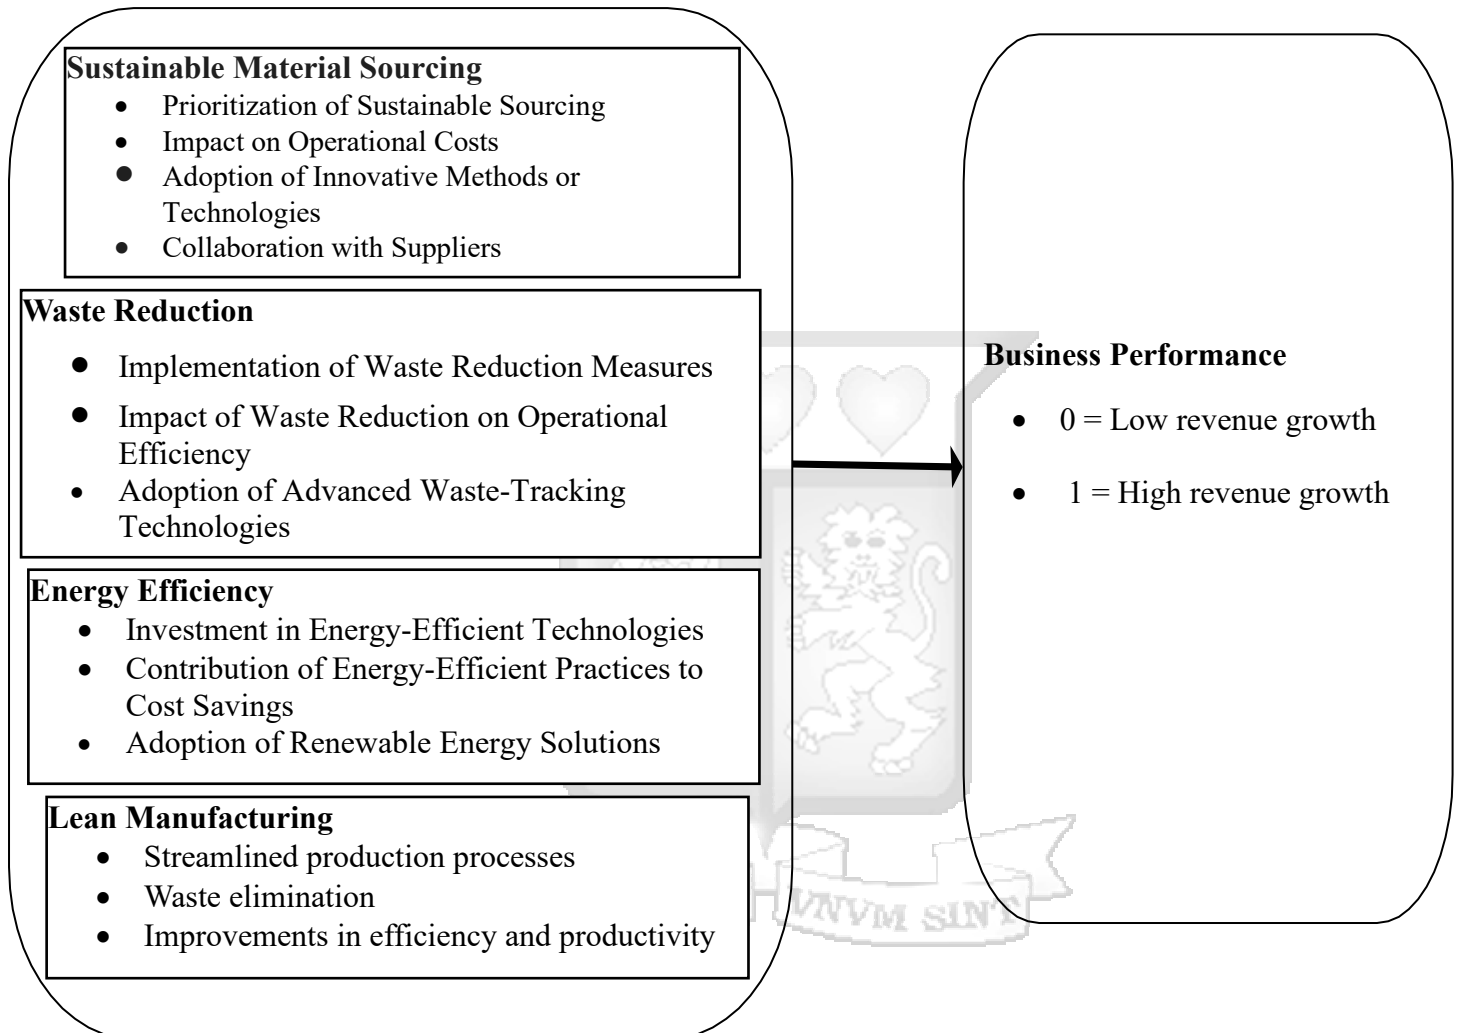 Sustainable Material Sourcing
• Prioritization of Sustainable Sourcing
• Impact on Operational Costs
• Adoption of Innovative Methods or
Technologies
• Collaboration with Suppliers
Waste Reduction
• Implementation of Waste Reduction Measures
• Impact of Waste Reduction on Operational
Efficiency
• Adoption of Advanced Waste-Tracking
Technologies
Energy Efficiency
• Investment in Energy-Efficient Technologies
• Contribution of Energy-Efficient Practices to
Cost Savings
• Adoption of Renewable Energy Solutions
Lean Manufacturing
• Streamlined production processes
• Waste elimination
• Improvements in efficiency and productivity
Business Performance
• 0 = Low revenue growth
• 1 = High revenue growth
VNVM SINT